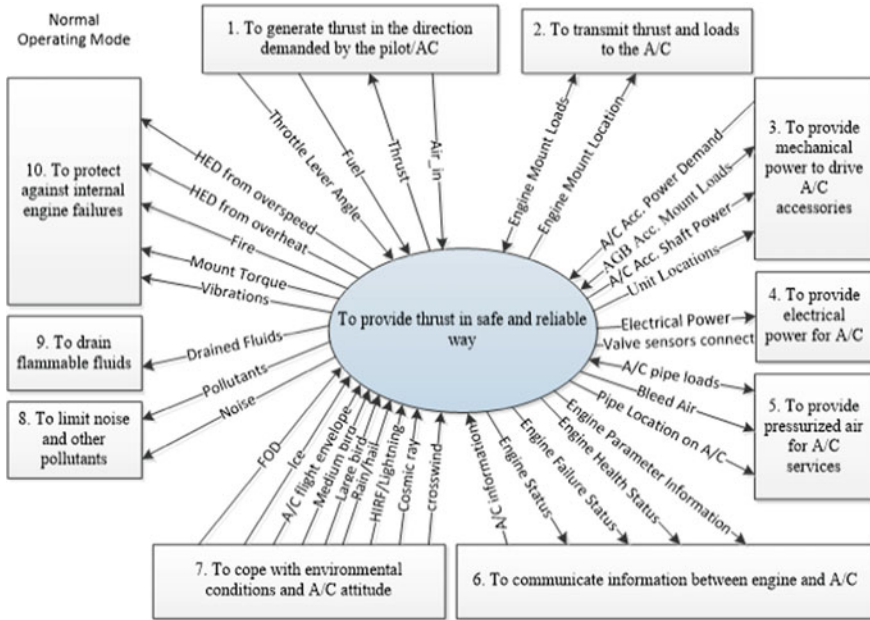 Normal
Operating Mode
1. To generate thrust in the direction
demanded by the pilot/AC
2. To transmit thrust and loads
to the A/C
3. To provide
mechanical
power to drive
A/C
accessories
4. To provide
electrical
power for A/C
5. To provide
pressurized air
for A/C
services
6. To communicate information between engine and A/C
7. To cope with environmental
conditions and A/C attitude
8. To limit noise
and other
pollutants
9. To drain
flammable fluids
10. To protect
against internal
engine failures
To provide thrust in safe and reliable
way
Throttle Lever Angle
Fuel
Thrust
Air_in
Engine Mount Loads
Engine Mount Location
A/C Acc. Power Demand
AGB Acc. Mount Loads
A/C Acc. Shaft Power
Unit Locations
Electrical Power
Valve sensors connect
A/C pipe loads
Bleed Air
Pipe Location on A/C
Engine Parameter Information
Engine Health Status
Engine Failure Status
Engine Status
A/C information
crosswind
Cosmic ray
HIRF/Lightning
Rain/hail
Large bird
Medium bird
A/C flight envelope
Ice
FOD
Noise
Pollutants
Drained Fluids
Vibrations
Mount Torque
Fire
HED from overheat
HED from overspeed